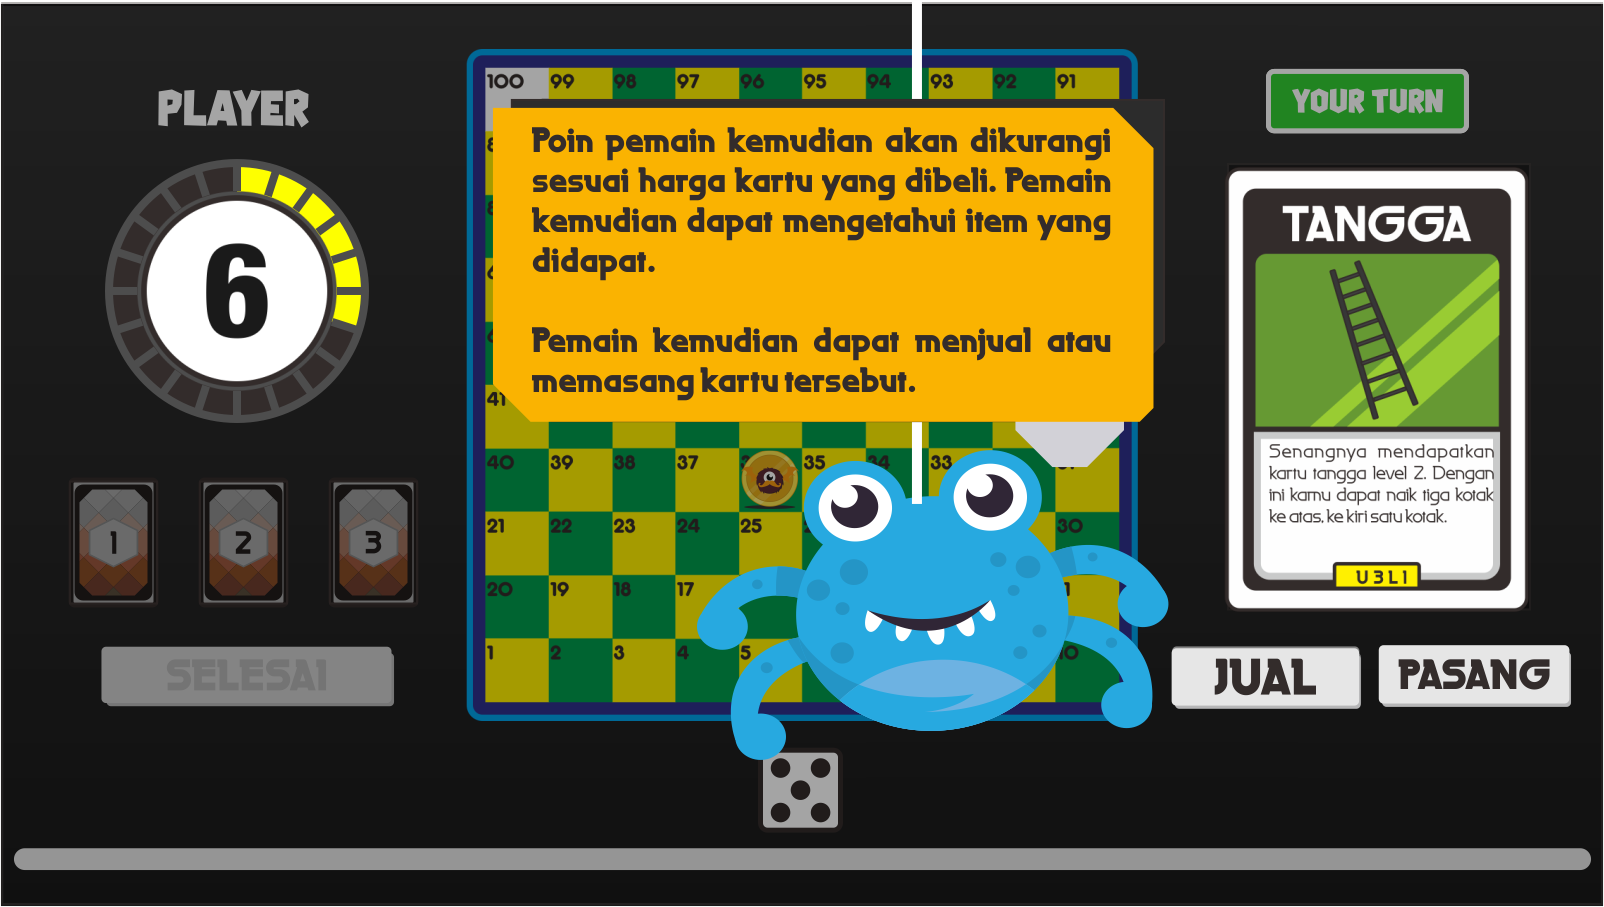 PLAYER
6
1 2 3
SELESAI
100 99 98 97 96 95 94 93 92 91
Poin pemain kemudian akan dikurangi
sesuai harga kartu yang dibeli. Pemain
kemudian dapat mengetahui item yang
didapat.
Pemain kemudian dapat menjual atau
memasang kartu tersebut.
41
40 39 38 37 35 34 33
21 22 23 24 25 30
20 19 18 17
1 2 3 4 5
YOUR TURN
TANGGA
Senangnya mendapatkan
kartu tangga level 2. Dengan
ini kamu dapat naik tiga kotak
ke atas, ke kiri satu kotak.
U3L1
JUAL PASANG